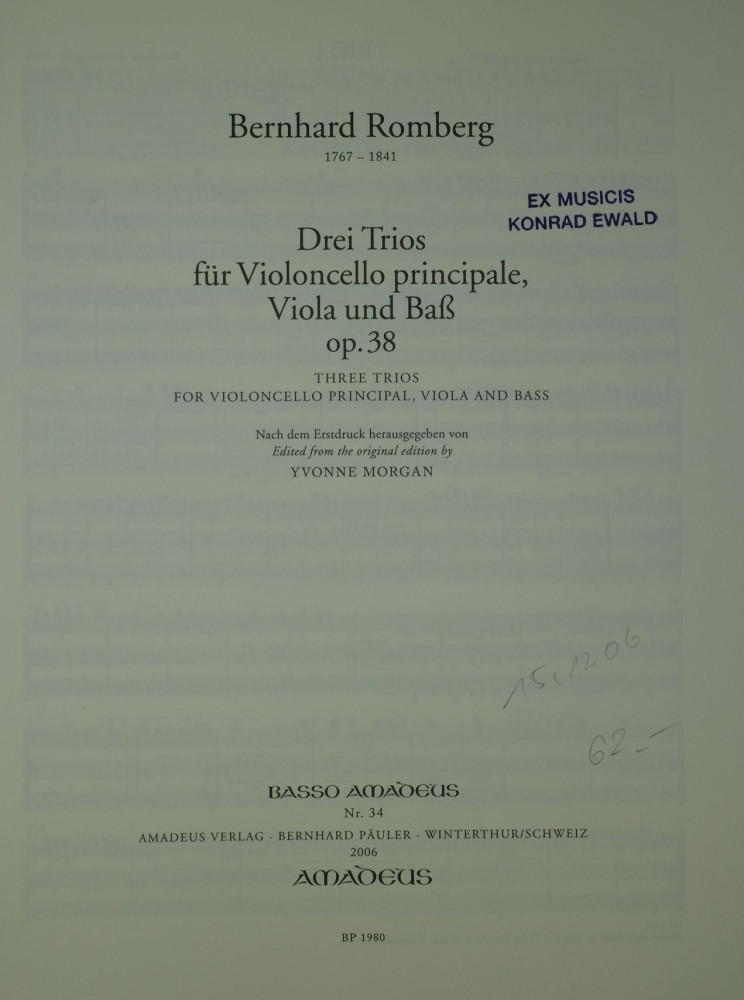 Bernhard Romberg
1767 – 1841
EX MUSICIS
KONRAD EWALD
Drei Trios
für Violoncello principale,
Viola und Baß
op. 38
THREE TRIOS
FOR VIOLONCELLO PRINCIPAL, VIOLA AND BASS
Nach dem Erstdruck herausgegeben von
Edited from the original edition by
YVONNE MORGAN
15.12.06
62.–
BASSO AMADEUS
Nr. 34
AMADEUS VERLAG · BERNHARD PÄULER · WINTERTHUR/SCHWEIZ
2006
AMADEUS
BP 1980